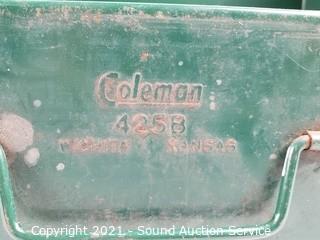 Coleman
425B
WICHITA KANSAS
Copyright 2021 - Sound Auction Service